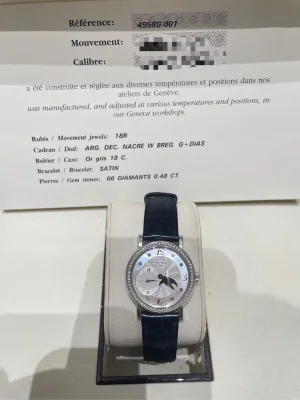 Référence: 4958G-001
Mouvement:
Calibre:
a été construite et réglée aux diverses températures et positions dans nos
ateliers de Genève.
was manufactured, and adjusted at various temperatures and positions, in
our Geneva workshops.
Rubis / Movement jewels: 18R
Cadran / Dial: ARG. DEC. NACRE W BREG. G+DIAS
Boîtier / Case: Or gris 18 C.
Bracelet / Bracelet: SATIN
Pierres / Gem stones: 66 DIAMANTS 0.48 CT.